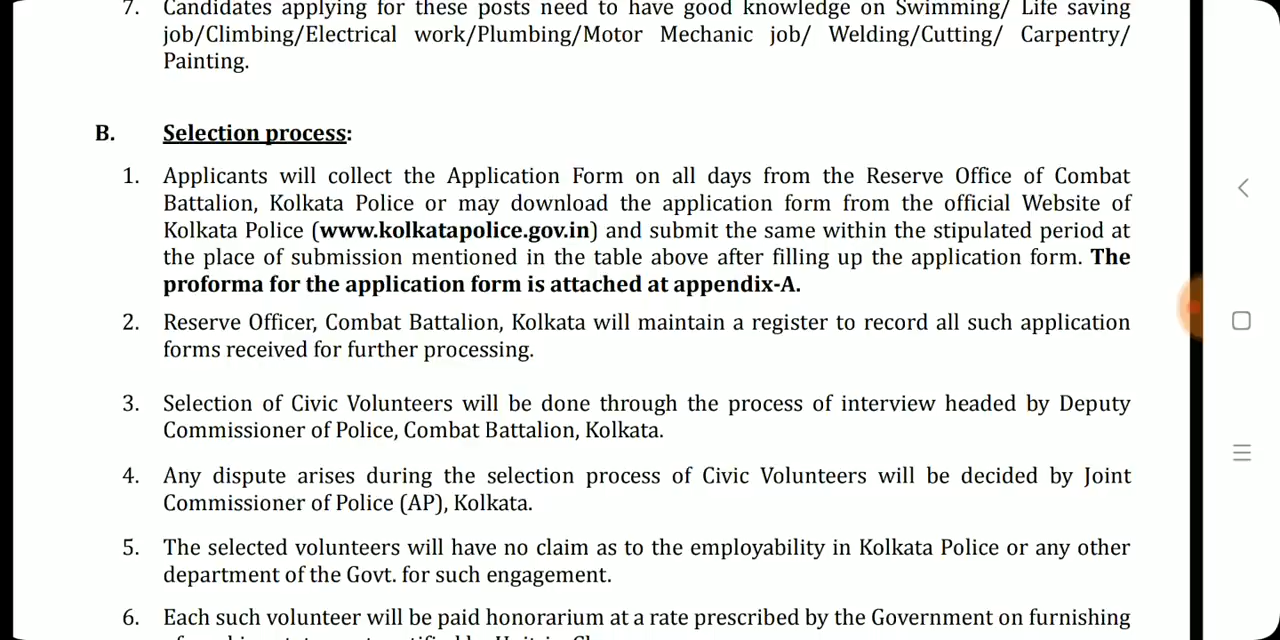 7. Candidates applying for these posts need to have good knowledge on Swimming/ Life saving
job/Climbing/Electrical work/Plumbing/Motor Mechanic job/ Welding/Cutting/ Carpentry/
Painting.
B. Selection process:
1. Applicants will collect the Application Form on all days from the Reserve Office of Combat
Battalion, Kolkata Police or may download the application form from the official Website of
Kolkata Police (www.kolkatapolice.gov.in) and submit the same within the stipulated period at
the place of submission mentioned in the table above after filling up the application form. The
proforma for the application form is attached at appendix-A.
2. Reserve Officer, Combat Battalion, Kolkata will maintain a register to record all such application
forms received for further processing.
3. Selection of Civic Volunteers will be done through the process of interview headed by Deputy
Commissioner of Police, Combat Battalion, Kolkata.
4. Any dispute arises during the selection process of Civic Volunteers will be decided by Joint
Commissioner of Police (AP), Kolkata.
5. The selected volunteers will have no claim as to the employability in Kolkata Police or any other
department of the Govt. for such engagement.
6. Each such volunteer will be paid honorarium at a rate prescribed by the Government on furnishing